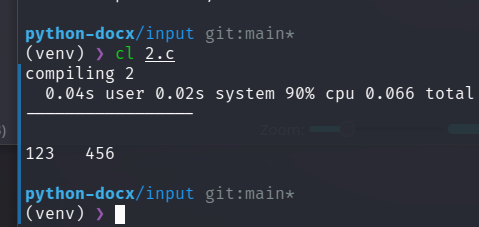 python-docx/input git:main*
(venv) ❯ cl 2.c
compiling 2
  0.04s user 0.02s system 90% cpu 0.066 total
—————————————————
Zoom:
123   456
python-docx/input git:main*
(venv) ❯